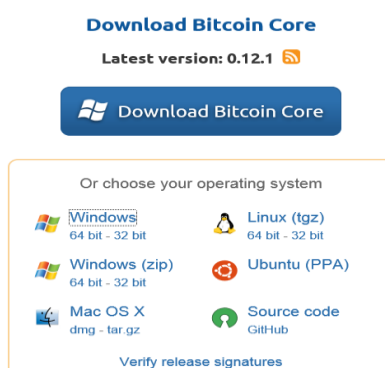 Download Bitcoin Core
Latest version: 0.12.1
Download Bitcoin Core
Or choose your operating system
Windows
64 bit - 32 bit
Linux (tgz)
64 bit - 32 bit
Windows (zip)
64 bit - 32 bit
Ubuntu (PPA)
Mac OS X
dmg - tar.gz
Source code
GitHub
Verify release signatures